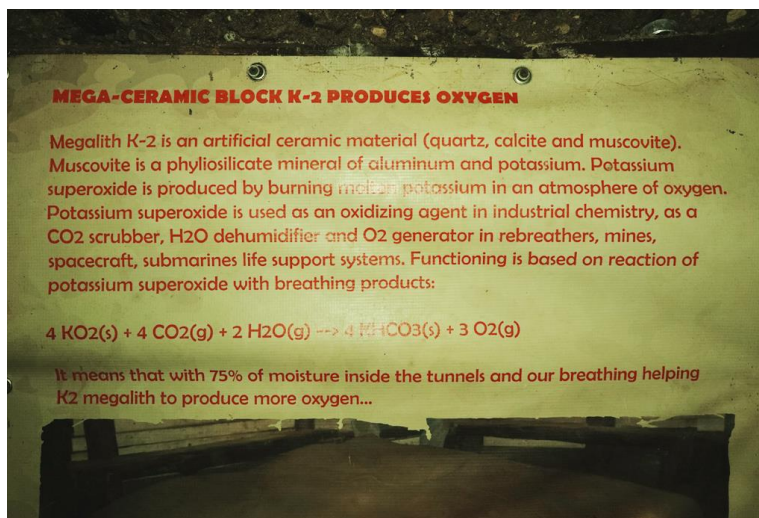 MEGA-CERAMIC BLOCK K-2 PRODUCES OXYGEN
Megalith K-2 is an artificial ceramic material (quartz, calcite and muscovite).
Muscovite is a phyliosilicate mineral of aluminum and potassium. Potassium
superoxide is produced by burning molten potassium in an atmosphere of oxygen.
Potassium superoxide is used as an oxidizing agent in industrial chemistry, as a
CO2 scrubber, H2O dehumidifier and O2 generator in rebreathers, mines,
spacecraft, submarines life support systems. Functioning is based on reaction of
potassium superoxide with breathing products:
4 KO2(s) + 4 CO2(g) + 2 H2O(g) --> 4 KHCO3(s) + 3 O2(g)
It means that with 75% of moisture inside the tunnels and our breathing helping
K2 megalith to produce more oxygen...